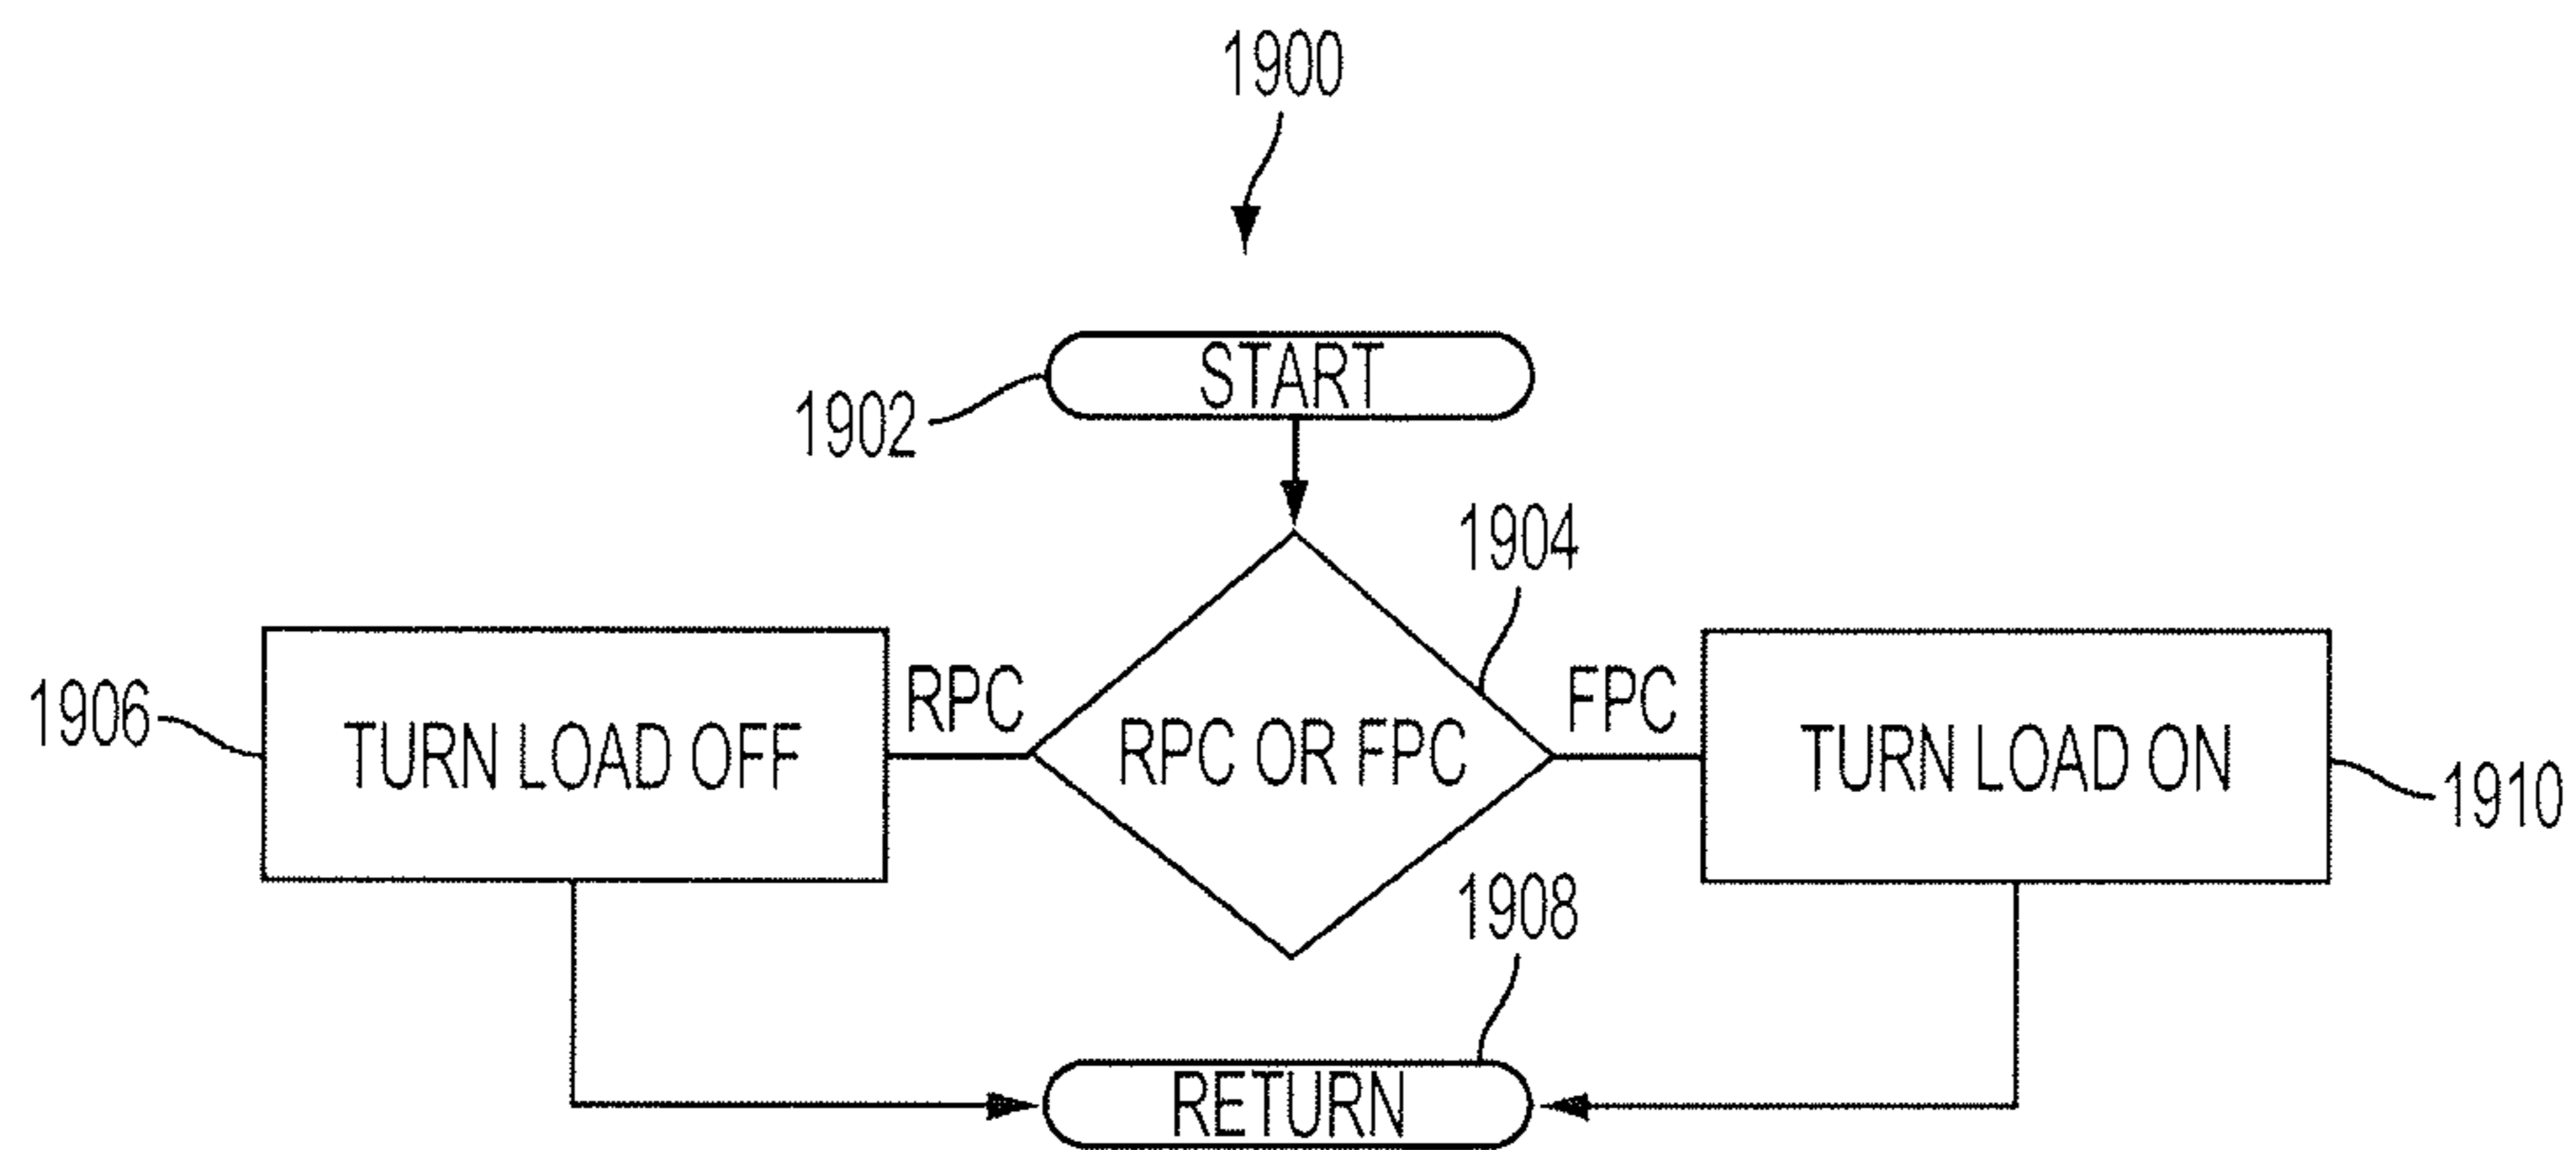 1900
START
1902
1904
1906
TURN LOAD OFF
RPC
RPC OR FPC
FPC
TURN LOAD ON
1910
1908
RETURN